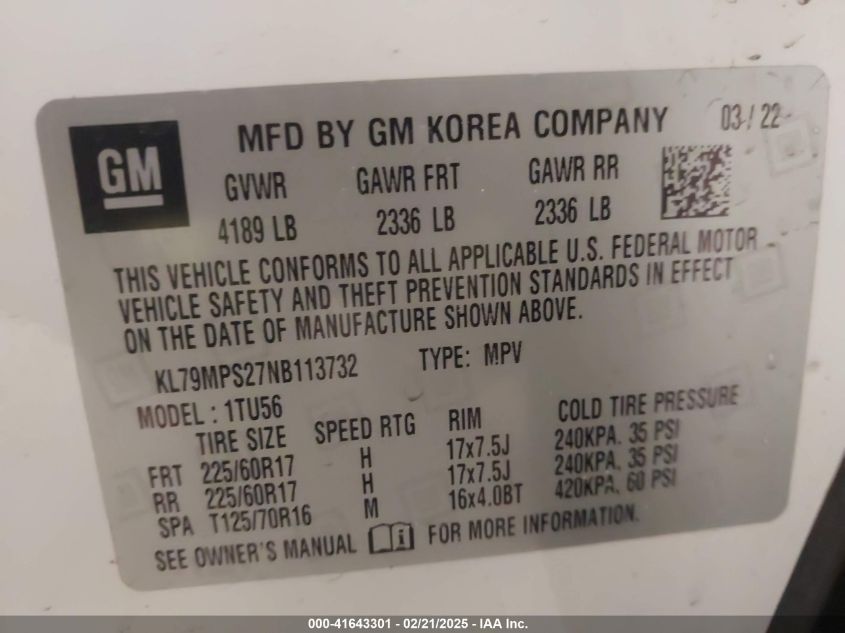 GM
MFD BY GM KOREA COMPANY 03 / 22
GVWR GAWR FRT GAWR RR
4189 LB 2336 LB 2336 LB
THIS VEHICLE CONFORMS TO ALL APPLICABLE U.S. FEDERAL MOTOR
VEHICLE SAFETY AND THEFT PREVENTION STANDARDS IN EFFECT
ON THE DATE OF MANUFACTURE SHOWN ABOVE.
KL79MPS27NB113732 TYPE: MPV
MODEL : 1TU56
TIRE SIZE SPEED RTG RIM COLD TIRE PRESSURE
FRT 225/60R17 H 17x7.5J 240KPA, 35 PSI
RR 225/60R17 H 17x7.5J 240KPA, 35 PSI
SPA T125/70R16 M 16x4.0BT 420KPA, 60 PSI
SEE OWNER'S MANUAL i FOR MORE INFORMATION.
000-41643301 - 02/21/2025 - IAA Inc.